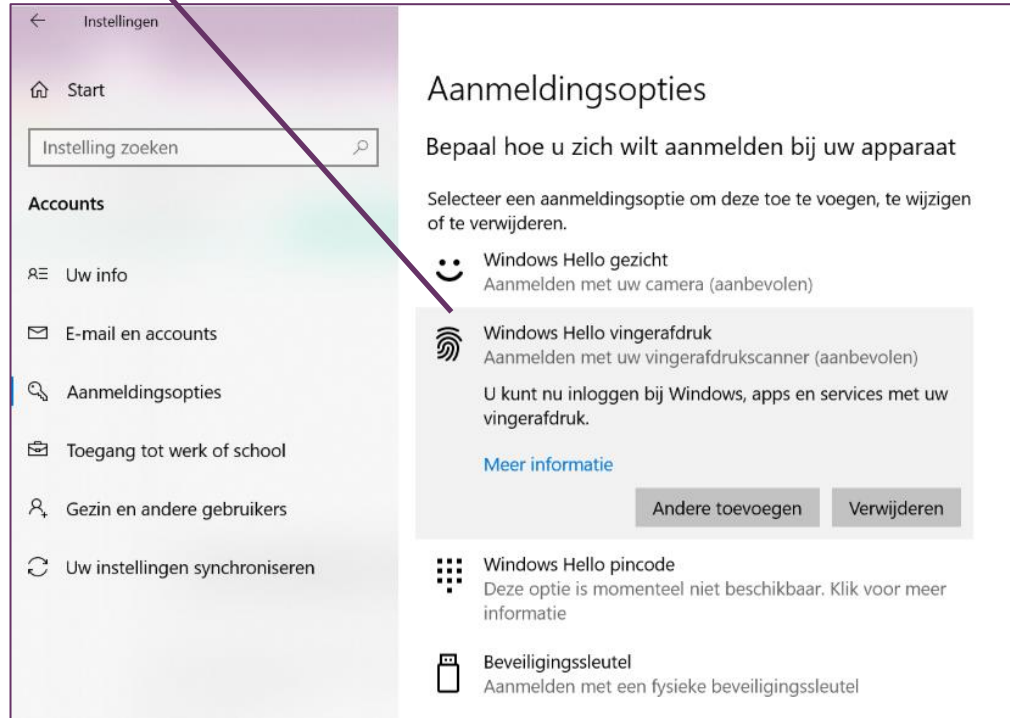 Instellingen
Start
Instelling zoeken
Accounts
Uw info
E-mail en accounts
Aanmeldingsopties
Toegang tot werk of school
Gezin en andere gebruikers
Uw instellingen synchroniseren
Aanmeldingsopties
Bepaal hoe u zich wilt aanmelden bij uw apparaat
Selecteer een aanmeldingsoptie om deze toe te voegen, te wijzigen
of te verwijderen.
Windows Hello gezicht
Aanmelden met uw camera (aanbevolen)
Windows Hello vingerafdruk
Aanmelden met uw vingerafdrukscanner (aanbevolen)
U kunt nu inloggen bij Windows, apps en services met uw
vingerafdruk.
Meer informatie
Andere toevoegen
Verwijderen
Windows Hello pincode
Deze optie is momenteel niet beschikbaar. Klik voor meer
informatie
Beveiligingssleutel
Aanmelden met een fysieke beveiligingssleutel